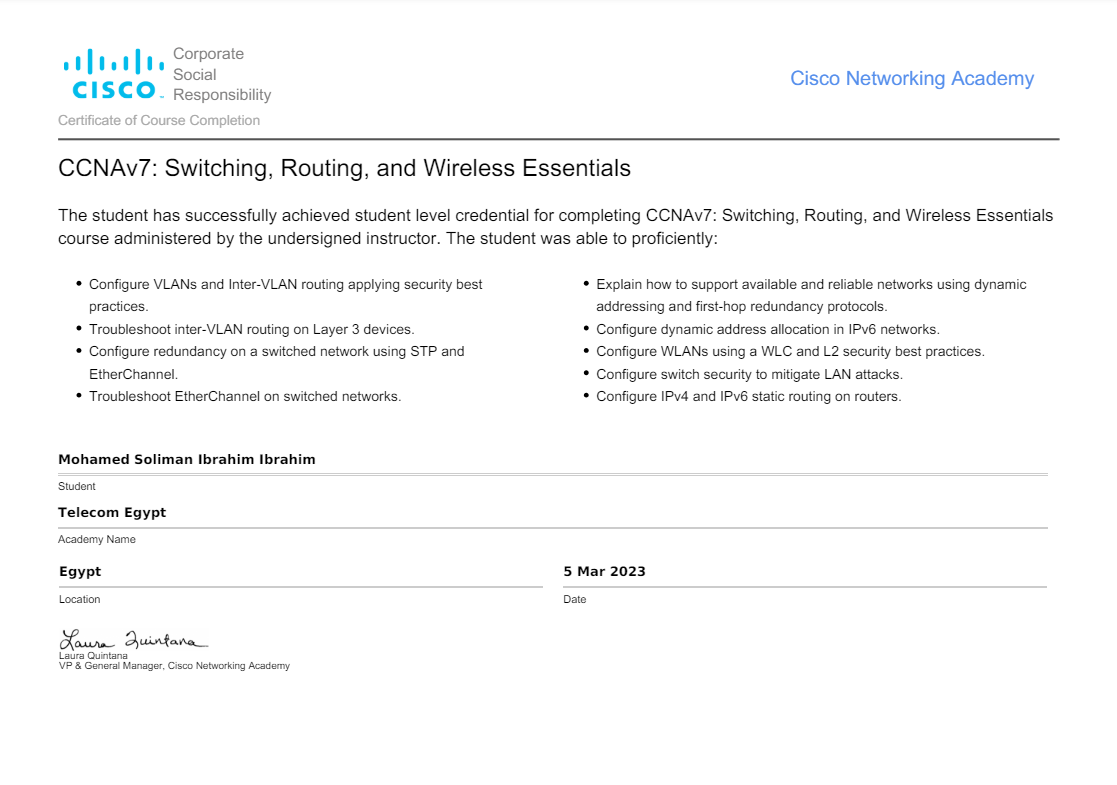 Corporate
Social
Responsibility
CISCO
Cisco Networking Academy
Certificate of Course Completion
CCNAv7: Switching, Routing, and Wireless Essentials
The student has successfully achieved student level credential for completing CCNAv7: Switching, Routing, and Wireless Essentials
course administered by the undersigned instructor. The student was able to proficiently:
• Configure VLANs and Inter-VLAN routing applying security best
practices.
• Troubleshoot inter-VLAN routing on Layer 3 devices.
• Configure redundancy on a switched network using STP and
EtherChannel.
• Troubleshoot EtherChannel on switched networks.
• Explain how to support available and reliable networks using dynamic
addressing and first-hop redundancy protocols.
• Configure dynamic address allocation in IPv6 networks.
• Configure WLANs using a WLC and L2 security best practices.
• Configure switch security to mitigate LAN attacks.
• Configure IPv4 and IPv6 static routing on routers.
Mohamed Soliman Ibrahim Ibrahim
Student
Telecom Egypt
Academy Name
Egypt
Location
5 Mar 2023
Date
Laura Quintana
Laura Quintana
VP & General Manager, Cisco Networking Academy